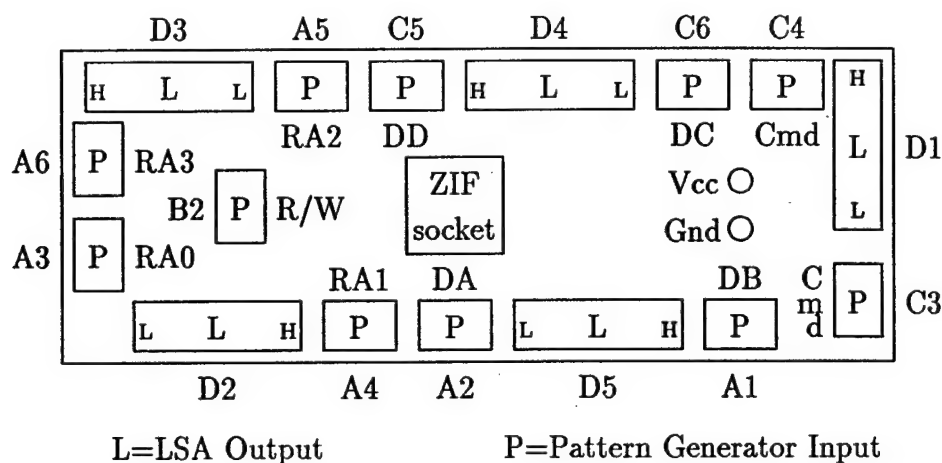 D3 A5 C5 D4 C6 C4
H L L P P H L L P P H
RA2 DD DC Cmd
A6 P RA3 ZIF Vcc L D1
B2 P R/W socket Gnd L
A3 P RA0
RA1 DA DB Cmd P C3
L L H P P L L H P
D2 A4 A2 D5 A1
L=LSA Output P=Pattern Generator Input